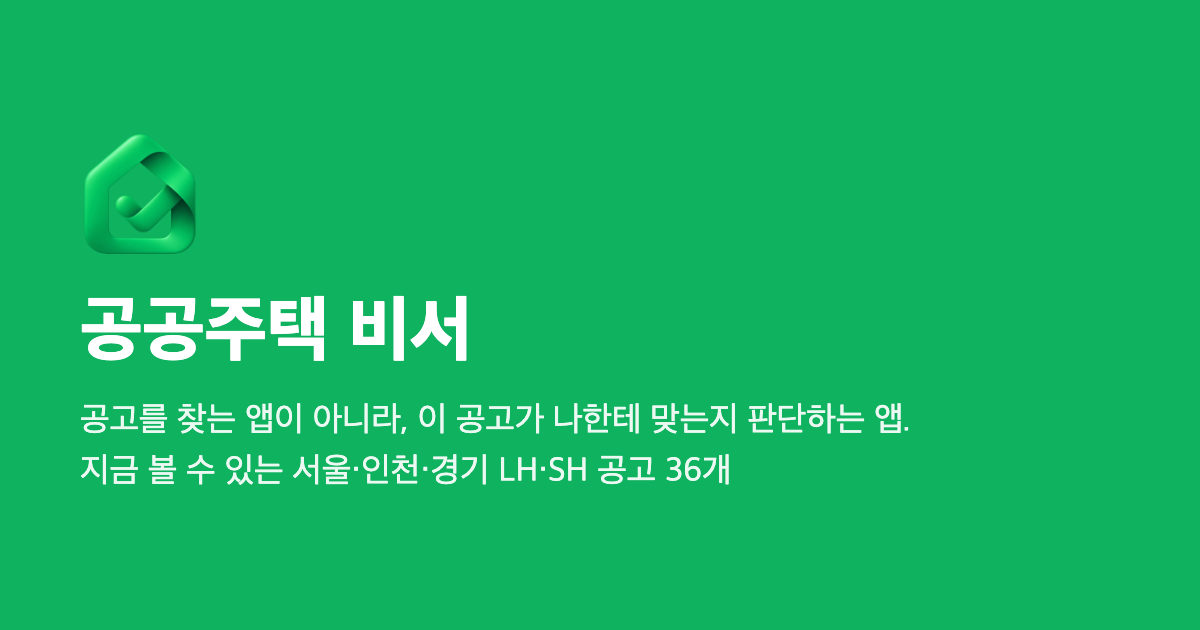 공공주택 비서
공고를 찾는 앱이 아니라, 이 공고가 나한테 맞는지 판단하는 앱.
지금 볼 수 있는 서울·인천·경기 LH·SH 공고 36개